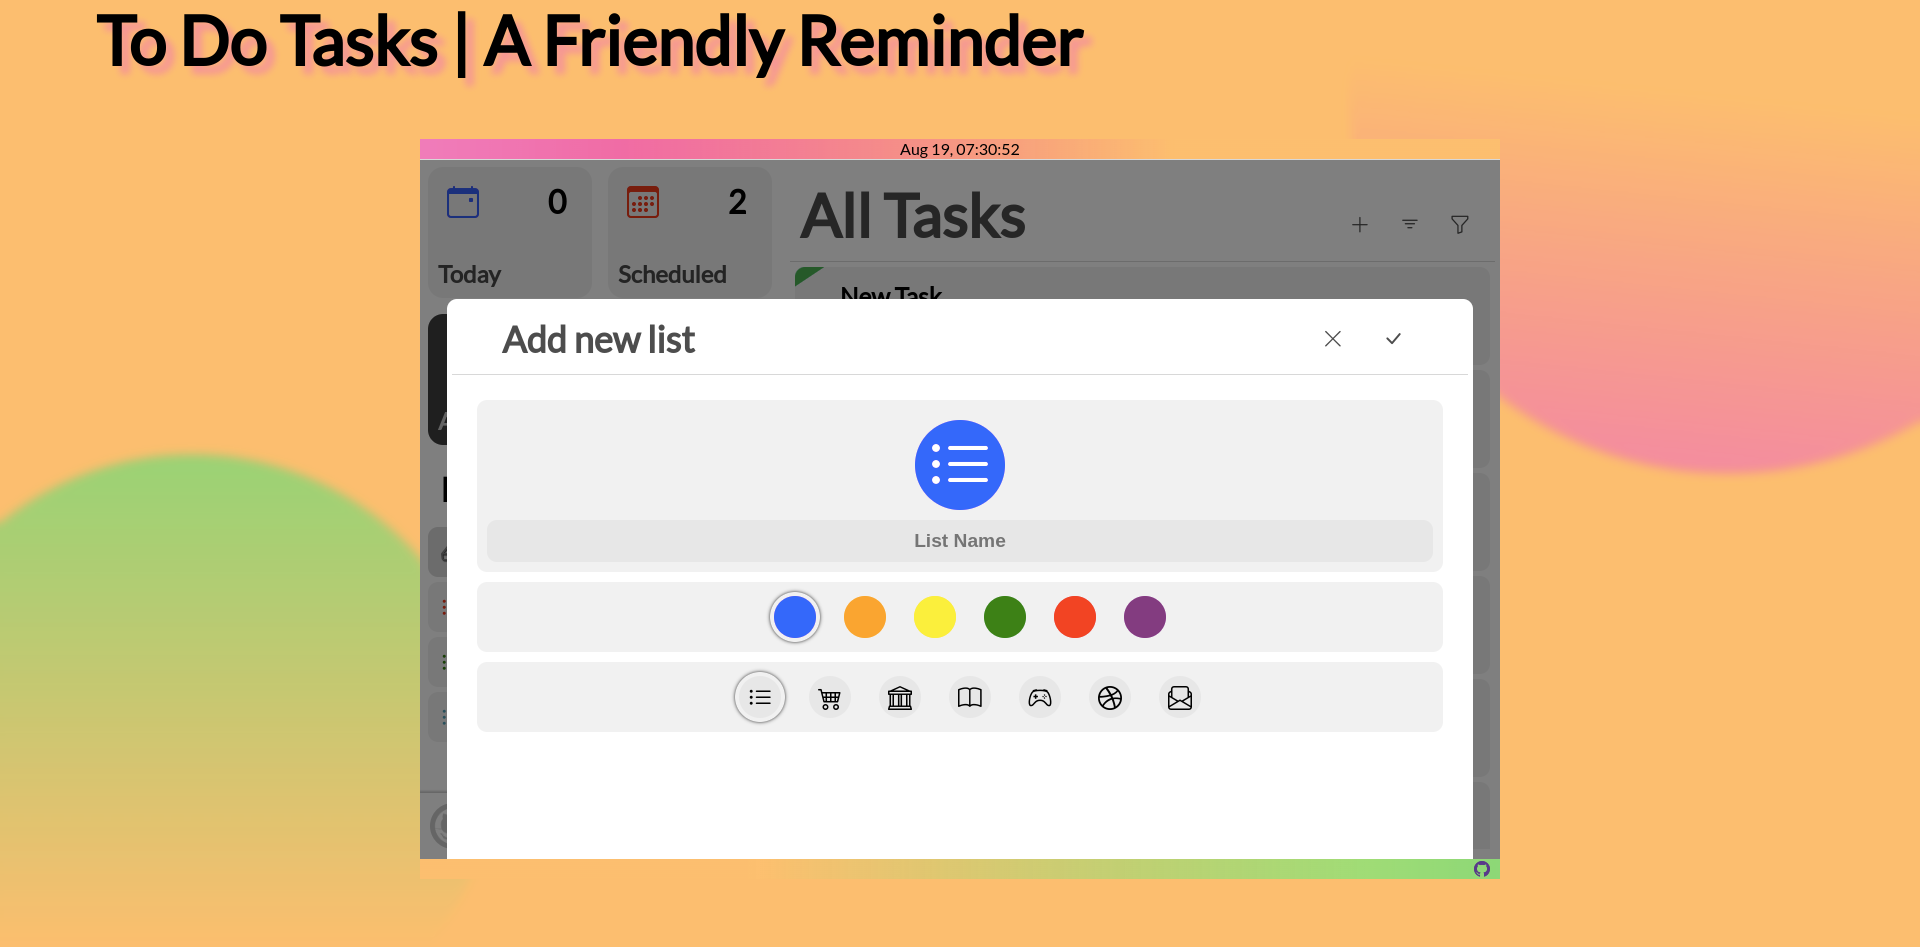 To Do Tasks | A Friendly Reminder
Aug 19, 07:30:52
0
2
Today
Scheduled
All Tasks
New Task
Add new list
List Name